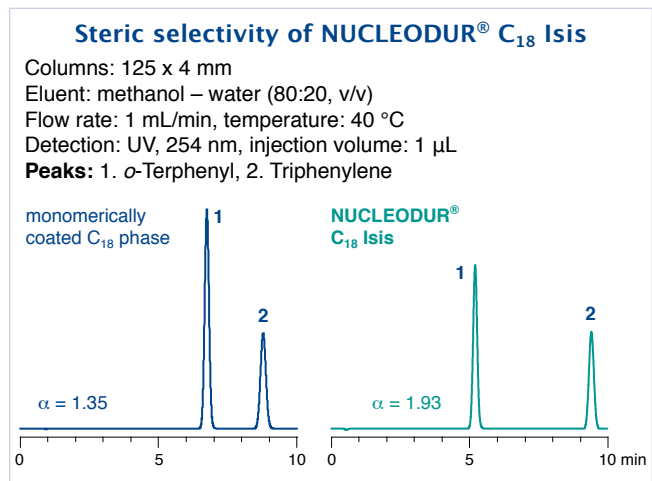 Steric selectivity of NUCLEODUR® C₁₈ Isis
Columns: 125 x 4 mm
Eluent: methanol – water (80:20, v/v)
Flow rate: 1 mL/min, temperature: 40 °C
Detection: UV, 254 nm, injection volume: 1 µL
Peaks: 1. o-Terphenyl, 2. Triphenylene
monomerically
coated C₁₈ phase
1
2
α = 1.35
0 5 10
NUCLEODUR®
C₁₈ Isis
1
2
α = 1.93
0 5 10 min